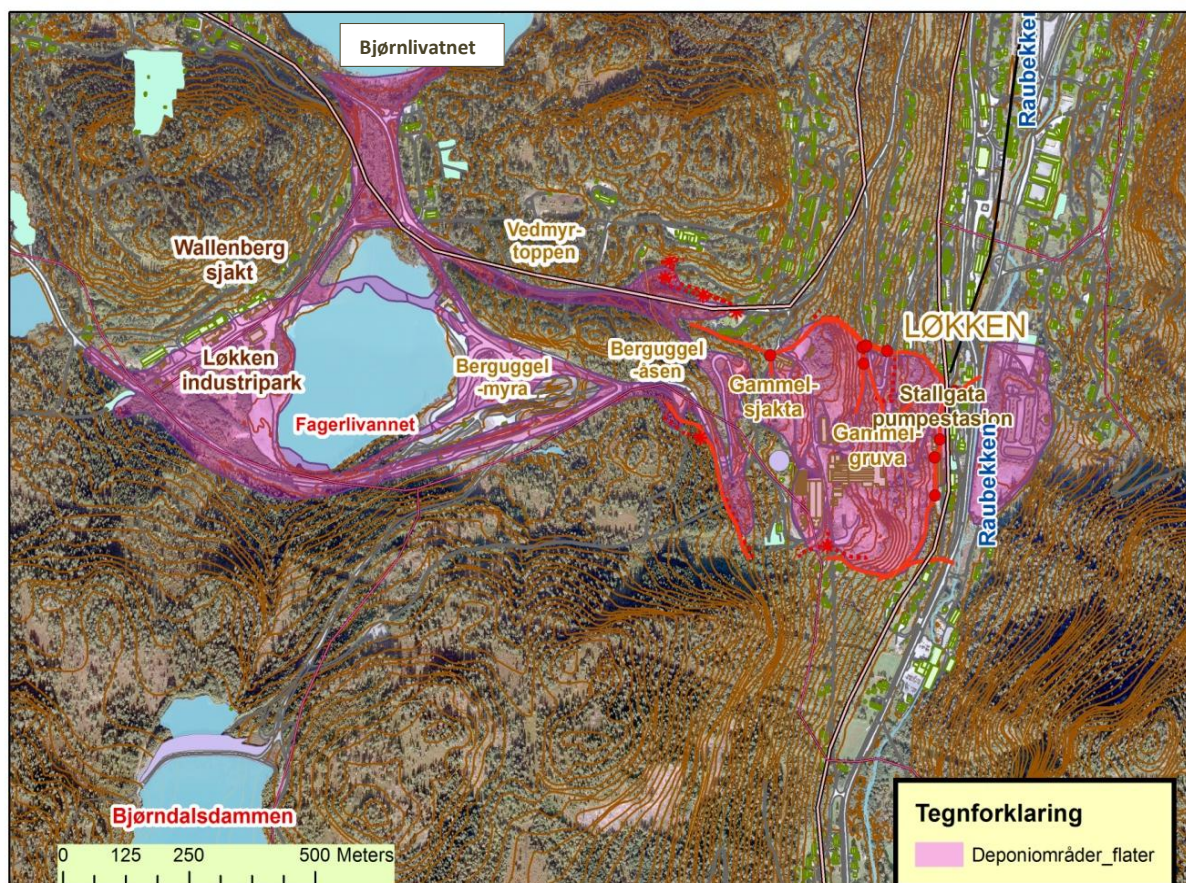 Bjørnlivatnet
Raubekken
Vedmyr-
toppen
Wallenberg
sjakt
LØKKEN
Løkken
industripark
Berguggel
-myra
Berguggel
-åsen
Gammel-
sjakta
Stallgata
pumpestasjon
Fagerlivannet
Gammel-
gruva
Raubekken
Bjørndalsdammen
0 125 250 500 Meters
Tegnforklaring
Deponiområder_flater